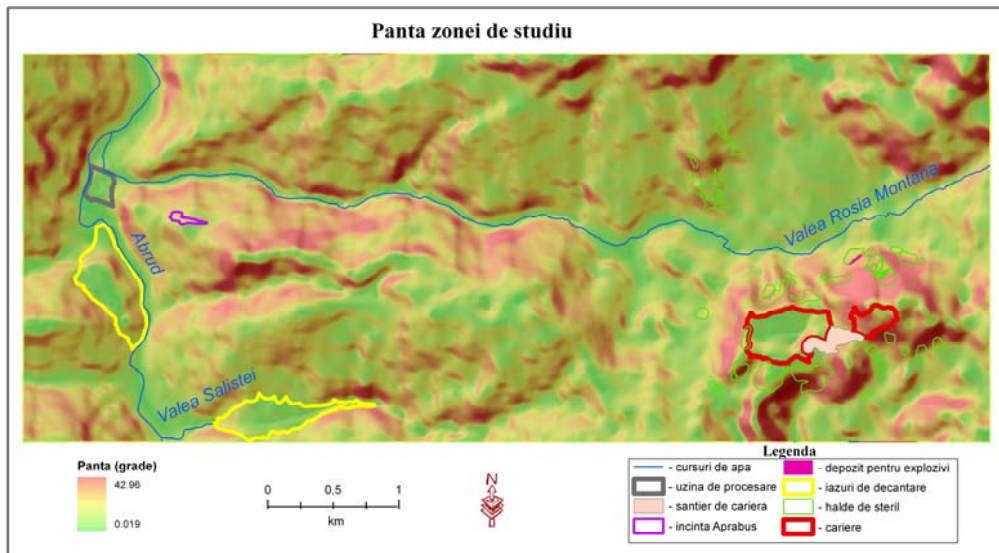 Panta zonei de studiu
Valea Rosia Montana
Abrud
Valea Salistei
Panta (grade)
42.96
0.019
0 0,5 1
km
N
Legenda
- cursuri de apa
- uzina de procesare
- santier de cariera
- incinta Aprabus
- depozit pentru explozivi
- iazuri de decantare
- halde de steril
- cariere